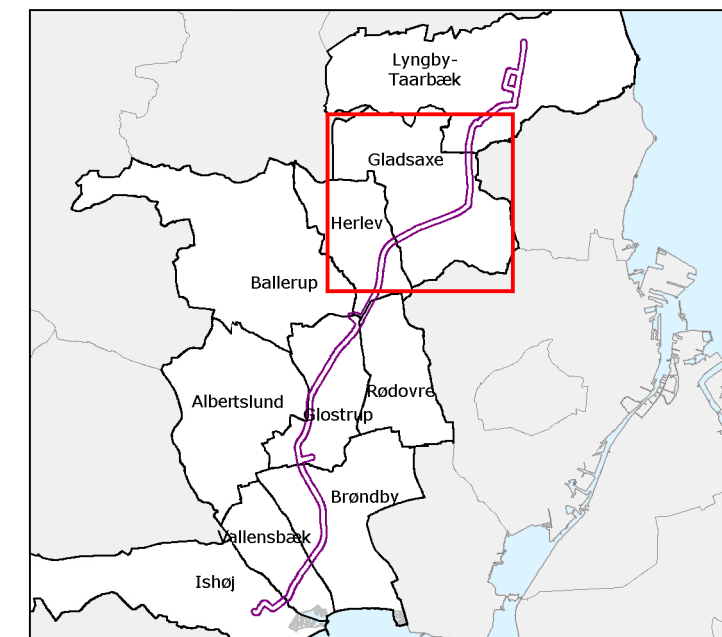 Lyngby-
Taarbæk
Gladsaxe
Herlev
Ballerup
Albertslund
Rødovre
Glostrup
Brøndby
Vallensbæk
Ishøj